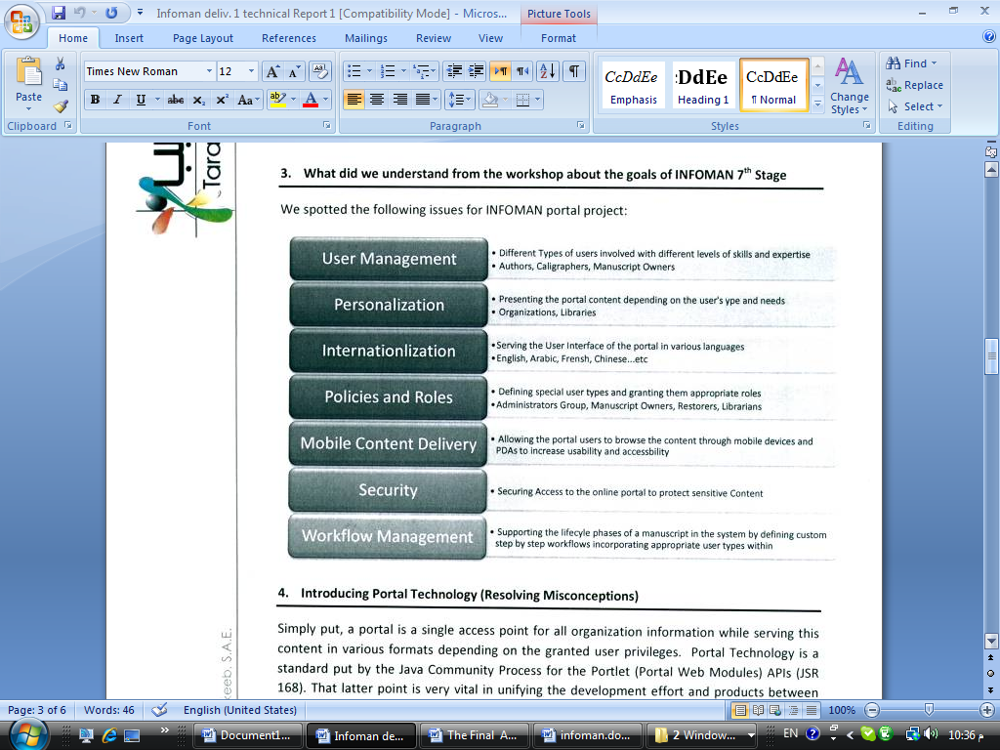 Infoman deliv. 1 technical Report 1 [Compatibility Mode] - Micros...
Picture Tools
Home Insert Page Layout References Mailings Review View Format
Paste
Clipboard
Times New Roman
12
B I U abc x₂ x² Aa
ab A
Font
Paragraph
CcDdEe
Emphasis
:DdEe
Heading 1
CcDdEe
¶ Normal
Change
Styles
Styles
Find
Replace
Select
Editing
Tara
3. What did we understand from the workshop about the goals of INFOMAN 7th Stage
We spotted the following issues for INFOMAN portal project:
User Management
• Different Types of users involved with different levels of skills and expertise
• Authors, Caligraphers, Manuscript Owners
Personalization
• Presenting the portal content depending on the user's ype and needs
• Organizations, Libraries
Internationlization
•Serving the User Interface of the portal in various languages
•English, Arabic, Frensh, Chinese...etc
Policies and Roles
• Defining special user types and granting them appropriate roles
•Administrators Group, Manuscript Owners, Restorers, Librarians
Mobile Content Delivery
• Allowing the portal users to browse the content through mobile devices and
PDAs to increase usability and accessbility
Security
• Securing Access to the online portal to protect sensitive Content
Workflow Management
• Supporting the lifecyle phases of a manuscript in the system by defining custom
step by step workflows incorporating appropriate user types within
4. Introducing Portal Technology (Resolving Misconceptions)
Simply put, a portal is a single access point for all organization information while serving this
content in various formats depending on the granted user privileges. Portal Technology is a
standard put by the Java Community Process for the Portlet (Portal Web Modules) APIs (JSR
168). That latter point is very vital in unifying the development effort and products between
keeb, S.A.E.
Page: 3 of 6 Words: 46 English (United States) 100%
Document1... Infoman de... The Final A... infoman.do... 2 Window... EN 10:36 م